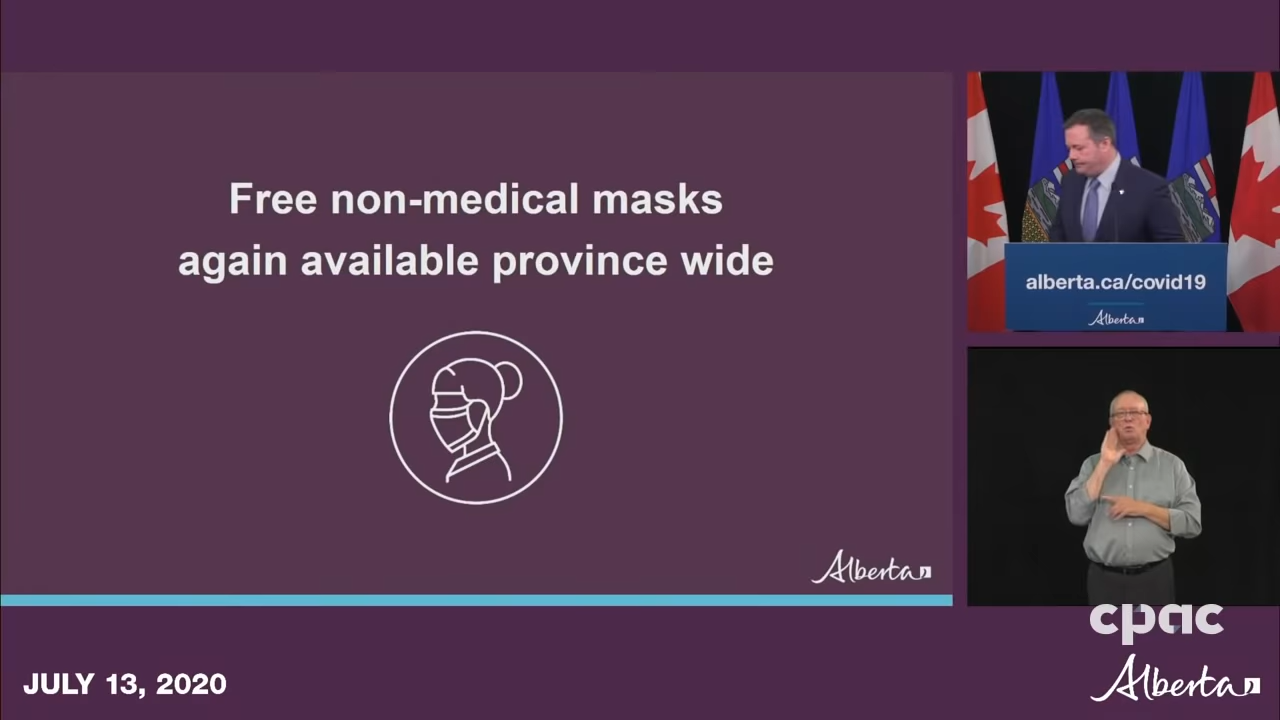 Free non-medical masks
again available province wide
Alberta
alberta.ca/covid19
Alberta
cpac
JULY 13, 2020
Alberta